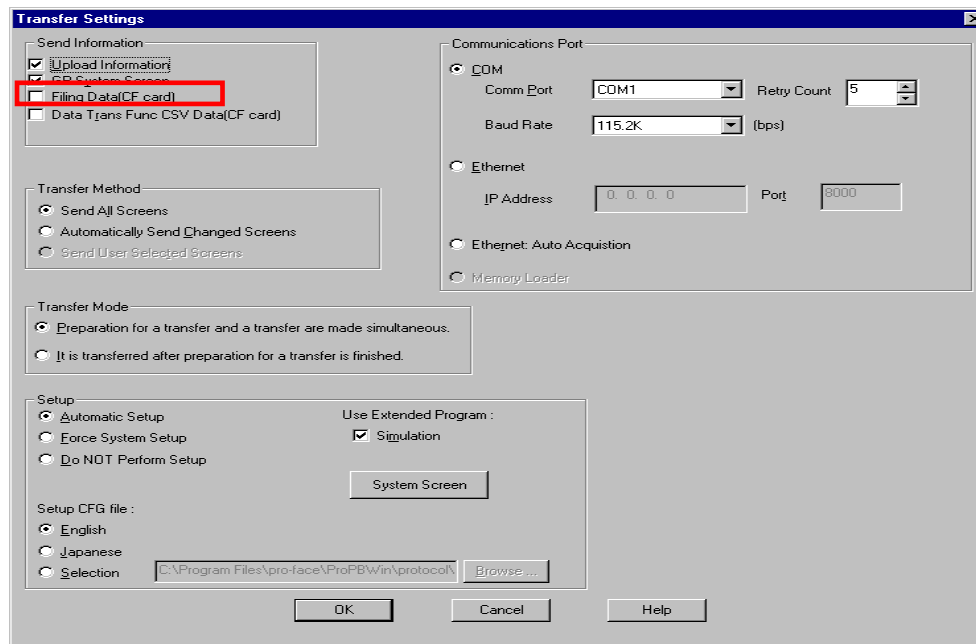 Transfer Settings
Send Information
Upload Information
GP System Screen
Filing Data(CF card)
Data Trans Func CSV Data(CF card)
Transfer Method
Send All Screens
Automatically Send Changed Screens
Send User Selected Screens
Transfer Mode
Preparation for a transfer and a transfer are made simultaneous.
It is transferred after preparation for a transfer is finished.
Setup
Automatic Setup
Force System Setup
Do NOT Perform Setup
Use Extended Program :
Simulation
System Screen
Setup CFG file :
English
Japanese
Selection C:\Program Files\pro-face\ProPBWin\protocol\ Browse ...
Communications Port
COM
Comm Port COM1 Retry Count 5
Baud Rate 115.2K (bps)
Ethernet
IP Address 0. 0. 0. 0 Port 8000
Ethernet: Auto Acquistion
Memory Loader
OK Cancel Help